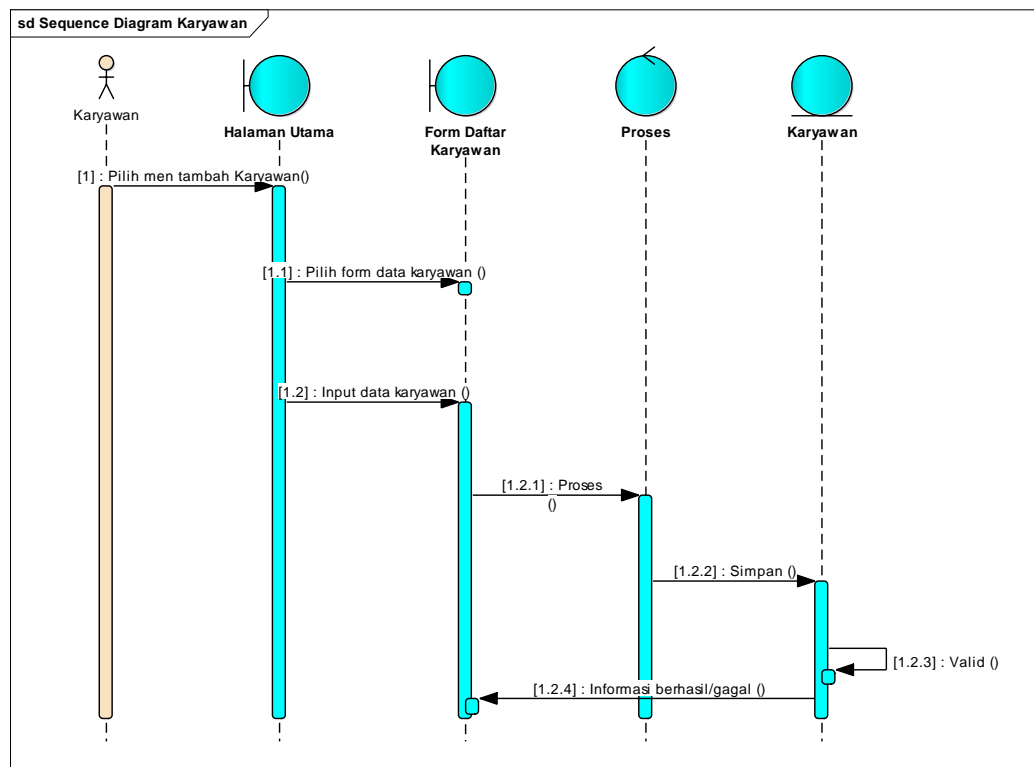 sd Sequence Diagram Karyawan
Karyawan
Halaman Utama
Form Daftar
Karyawan
Proses
Karyawan
[1] : Pilih men tambah Karyawan()
[1.1] : Pilih form data karyawan ()
[1.2] : Input data karyawan ()
[1.2.1] : Proses
()
[1.2.2] : Simpan ()
[1.2.3] : Valid ()
[1.2.4] : Informasi berhasil/gagal ()